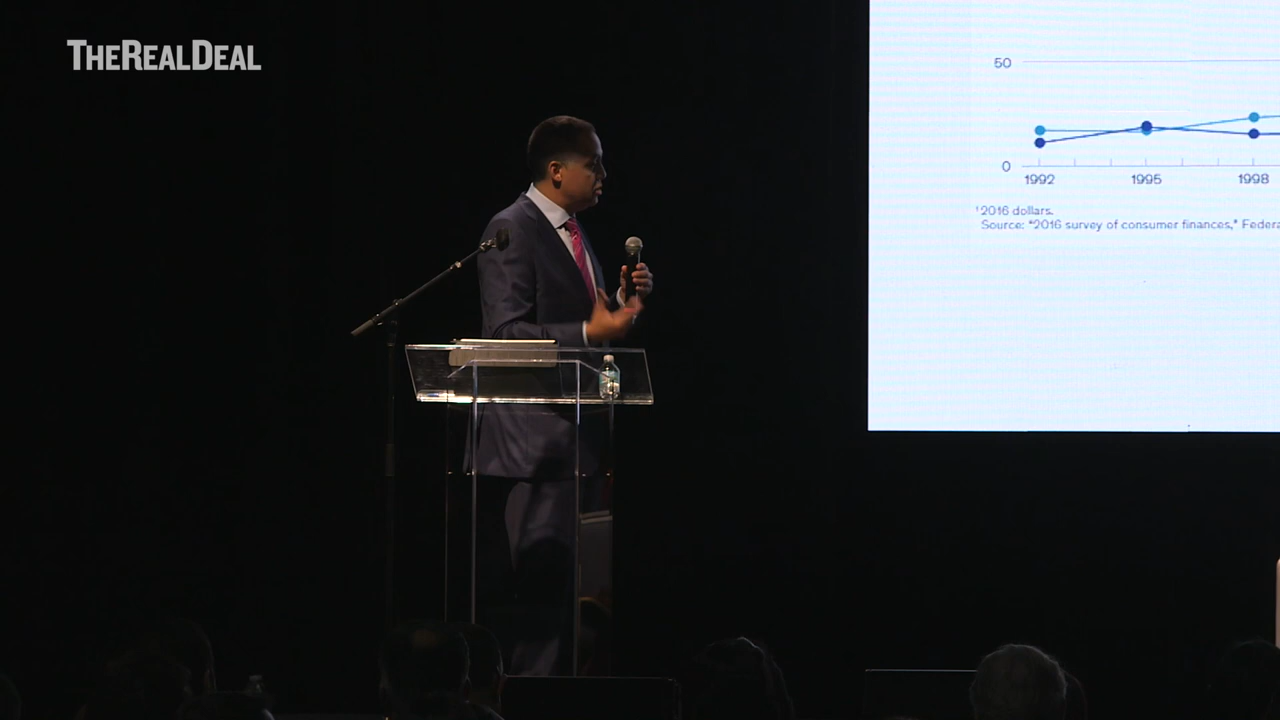 THEREALDEAL
50
0
1992 1995 1998
¹2016 dollars.
Source: "2016 survey of consumer finances," Federa